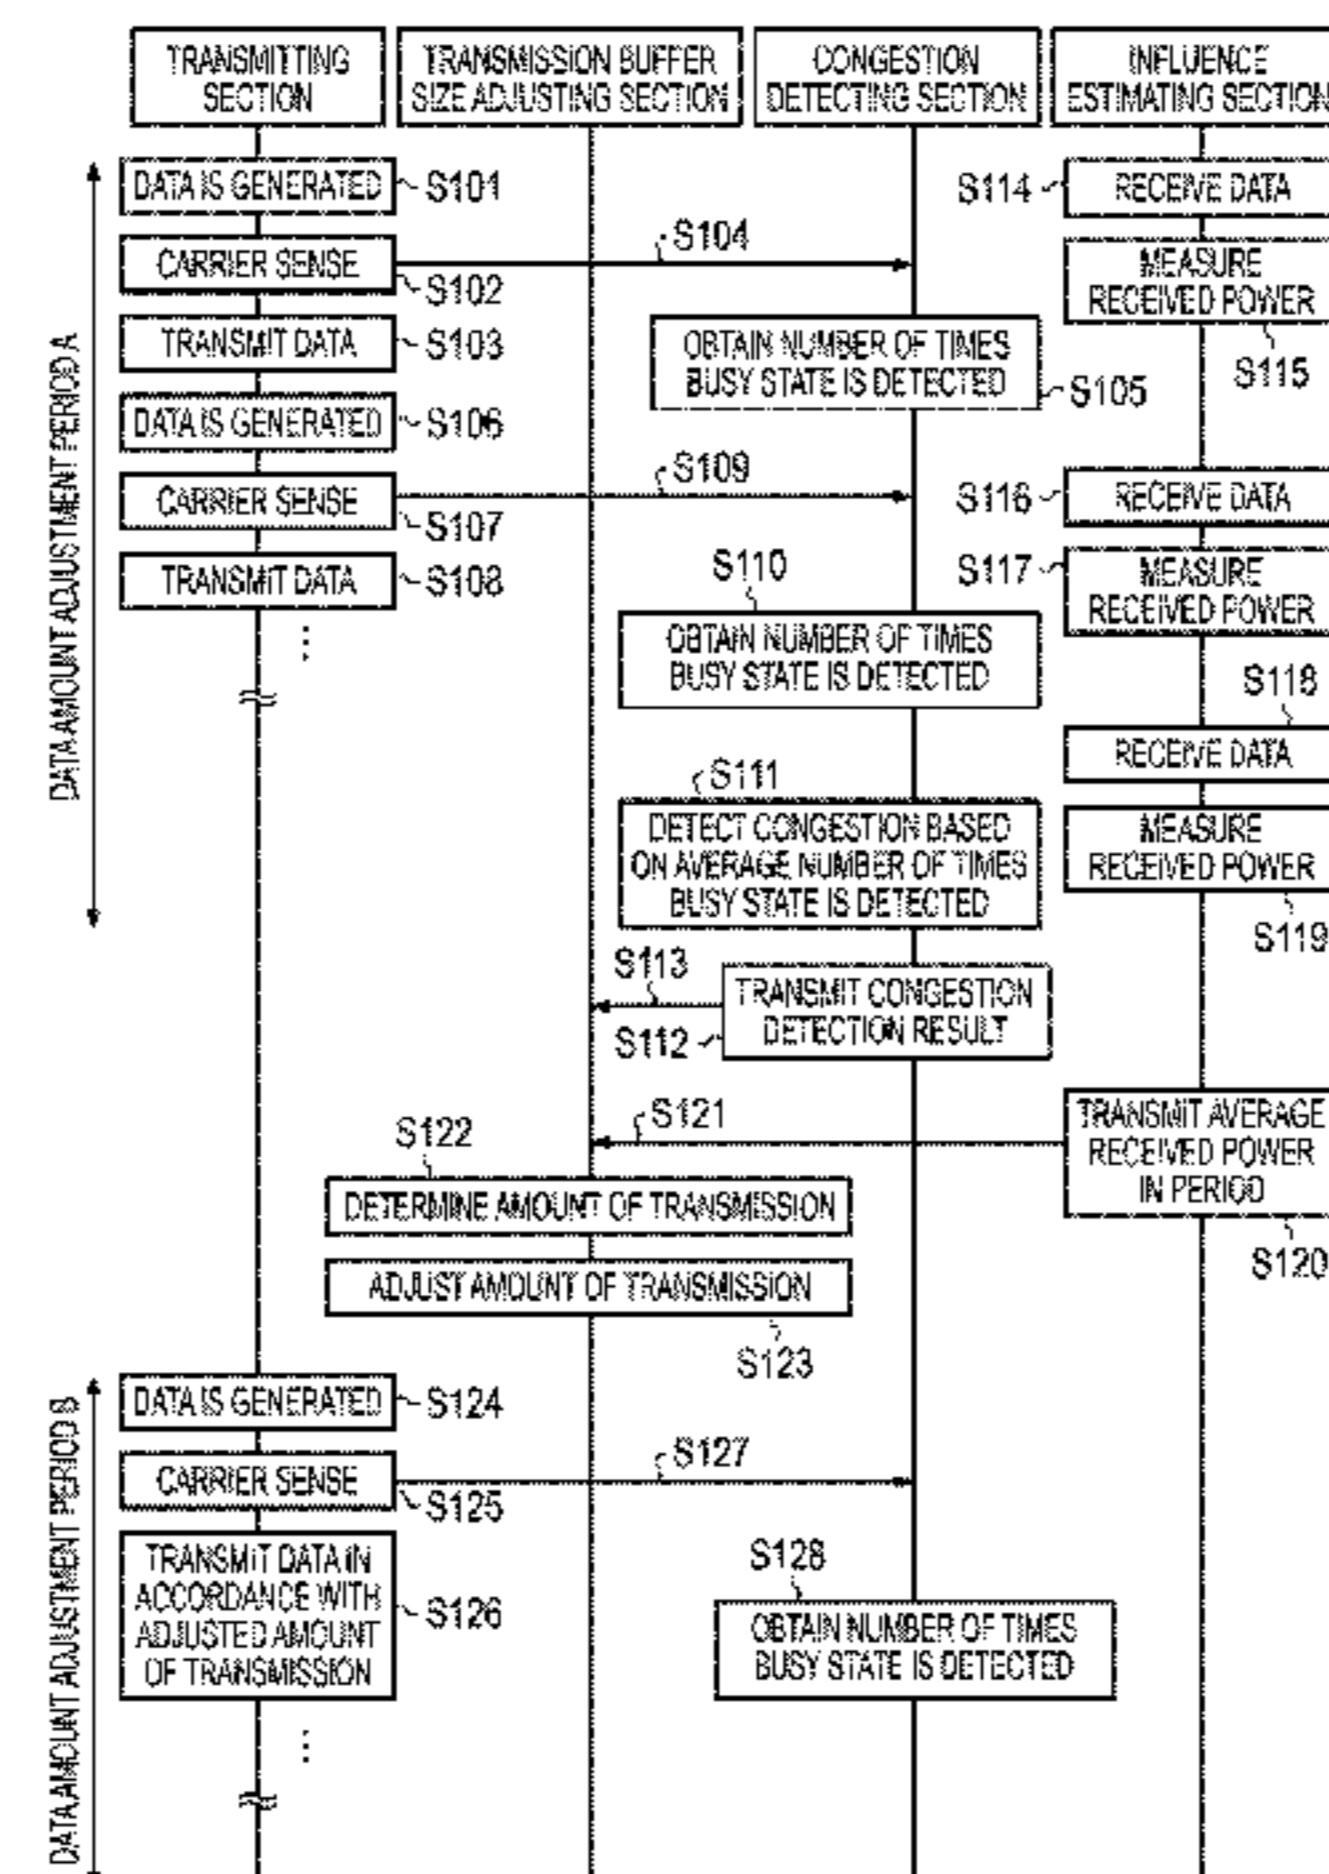 TRANSMITTING
SECTION
TRANSMISSION BUFFER
SIZE ADJUSTING SECTION
CONGESTION
DETECTING SECTION
INFLUENCE
ESTIMATING SECTION
DATA AMOUNT ADJUSTMENT PERIOD A
DATA IS GENERATED
S101
S114
RECEIVE DATA
CARRIER SENSE
S102
S104
MEASURE
RECEIVED POWER
S115
TRANSMIT DATA
S103
OBTAIN NUMBER OF TIMES
BUSY STATE IS DETECTED
S105
DATA IS GENERATED
S106
CARRIER SENSE
S107
S109
S116
RECEIVE DATA
TRANSMIT DATA
S108
S110
S117
MEASURE
RECEIVED POWER
⋮
OBTAIN NUMBER OF TIMES
BUSY STATE IS DETECTED
S118
RECEIVE DATA
S111
DETECT CONGESTION BASED
ON AVERAGE NUMBER OF TIMES
BUSY STATE IS DETECTED
MEASURE
RECEIVED POWER
S119
S113
TRANSMIT CONGESTION
DETECTION RESULT
S112
S121
TRANSMIT AVERAGE
RECEIVED POWER
IN PERIOD
S120
S122
DETERMINE AMOUNT OF TRANSMISSION
ADJUST AMOUNT OF TRANSMISSION
S123
DATA AMOUNT ADJUSTMENT PERIOD B
DATA IS GENERATED
S124
CARRIER SENSE
S125
S127
TRANSMIT DATA IN
ACCORDANCE WITH
ADJUSTED AMOUNT
OF TRANSMISSION
S126
S128
OBTAIN NUMBER OF TIMES
BUSY STATE IS DETECTED
⋮